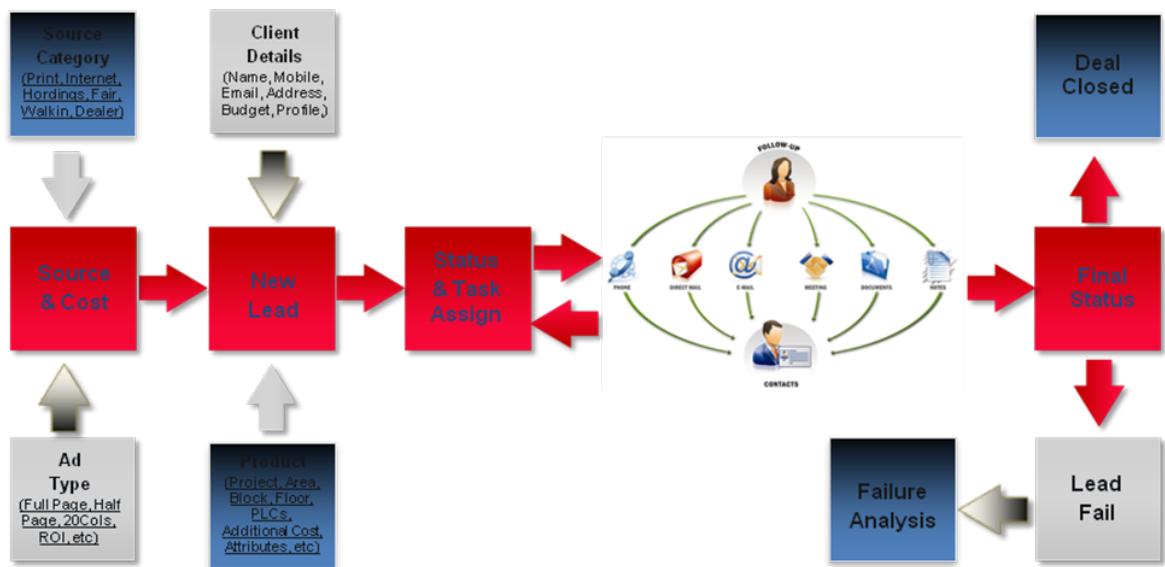 Source
Category
(Print, Internet,
Hordings, Fair,
Walkin, Dealer)
Client
Details
(Name, Mobile,
Email, Address,
Budget, Profile,)
Deal
Closed
FOLLOW-UP
PHONE
DIRECT MAIL
E-MAIL
MEETING
DOCUMENTS
NOTES
CONTACTS
Source
& Cost
New
Lead
Status
& Task
Assign
Final
Status
Ad
Type
(Full Page, Half
Page, 20Cols,
ROI, etc)
Product
(Project, Area,
Block, Floor,
PLCs,
Additional Cost,
Attributes, etc)
Failure
Analysis
Lead
Fail